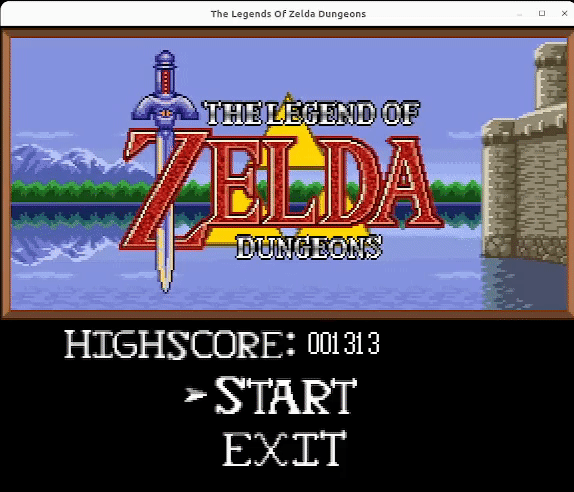 The Legends Of Zelda Dungeons
THE LEGEND OF
ZELDA
DUNGEONS
HIGHSCORE: 001313
START
EXIT